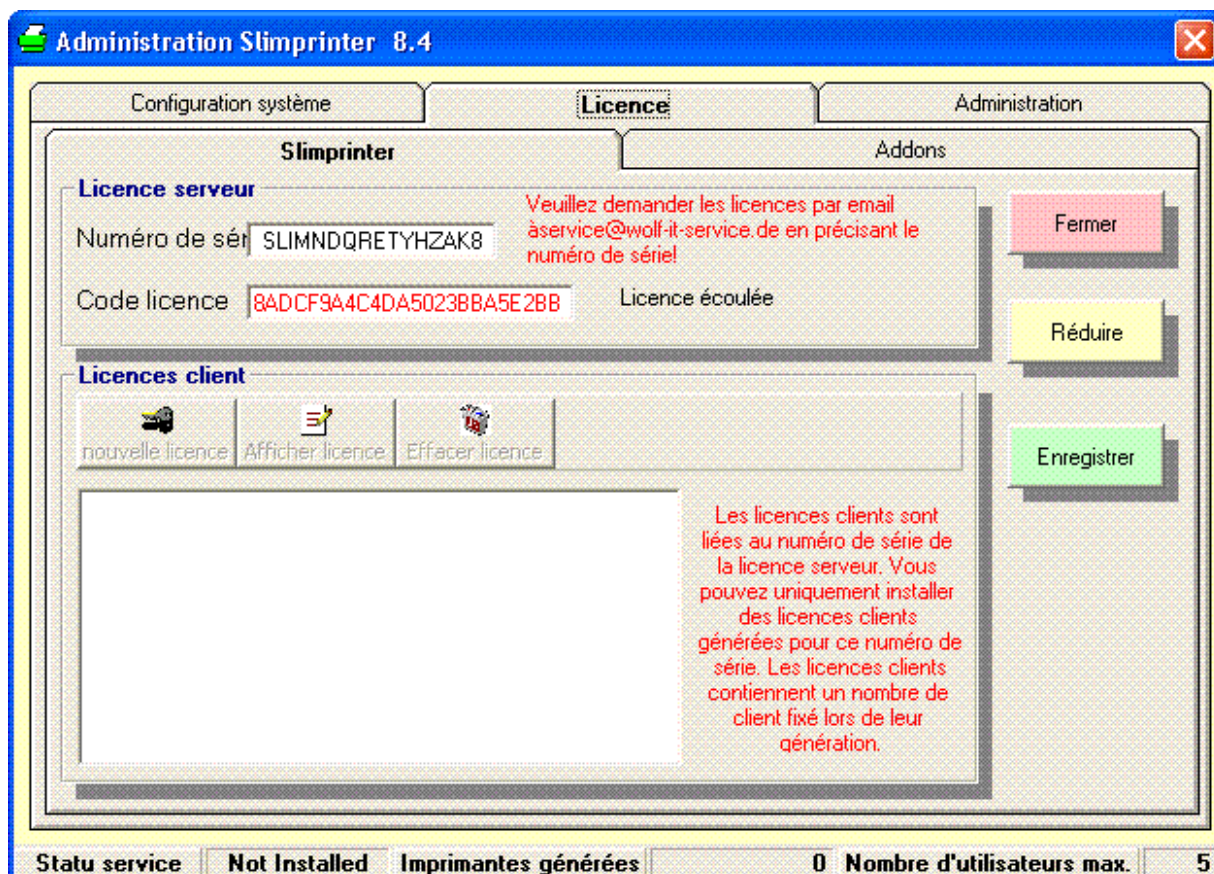 Administration Slimprinter 8.4
Configuration système
Licence
Administration
Slimprinter
Addons
Licence serveur
Numéro de sér
SLIMNDQRETYHZAK8
Veuillez demander les licences par email
àservice@wolf-it-service.de en précisant le
numéro de série!
Code licence
8ADCF9A4C4DA5023BBA5E2BB
Licence écoulée
Fermer
Réduire
Enregistrer
Licences client
nouvelle licence
Afficher licence
Effacer licence
Les licences clients sont
liées au numéro de série de
la licence serveur. Vous
pouvez uniquement installer
des licences clients
générées pour ce numéro de
série. Les licences clients
contiennent un nombre de
client fixé lors de leur
génération.
Statu service
Not Installed
Imprimantes générées
0
Nombre d'utilisateurs max.
5